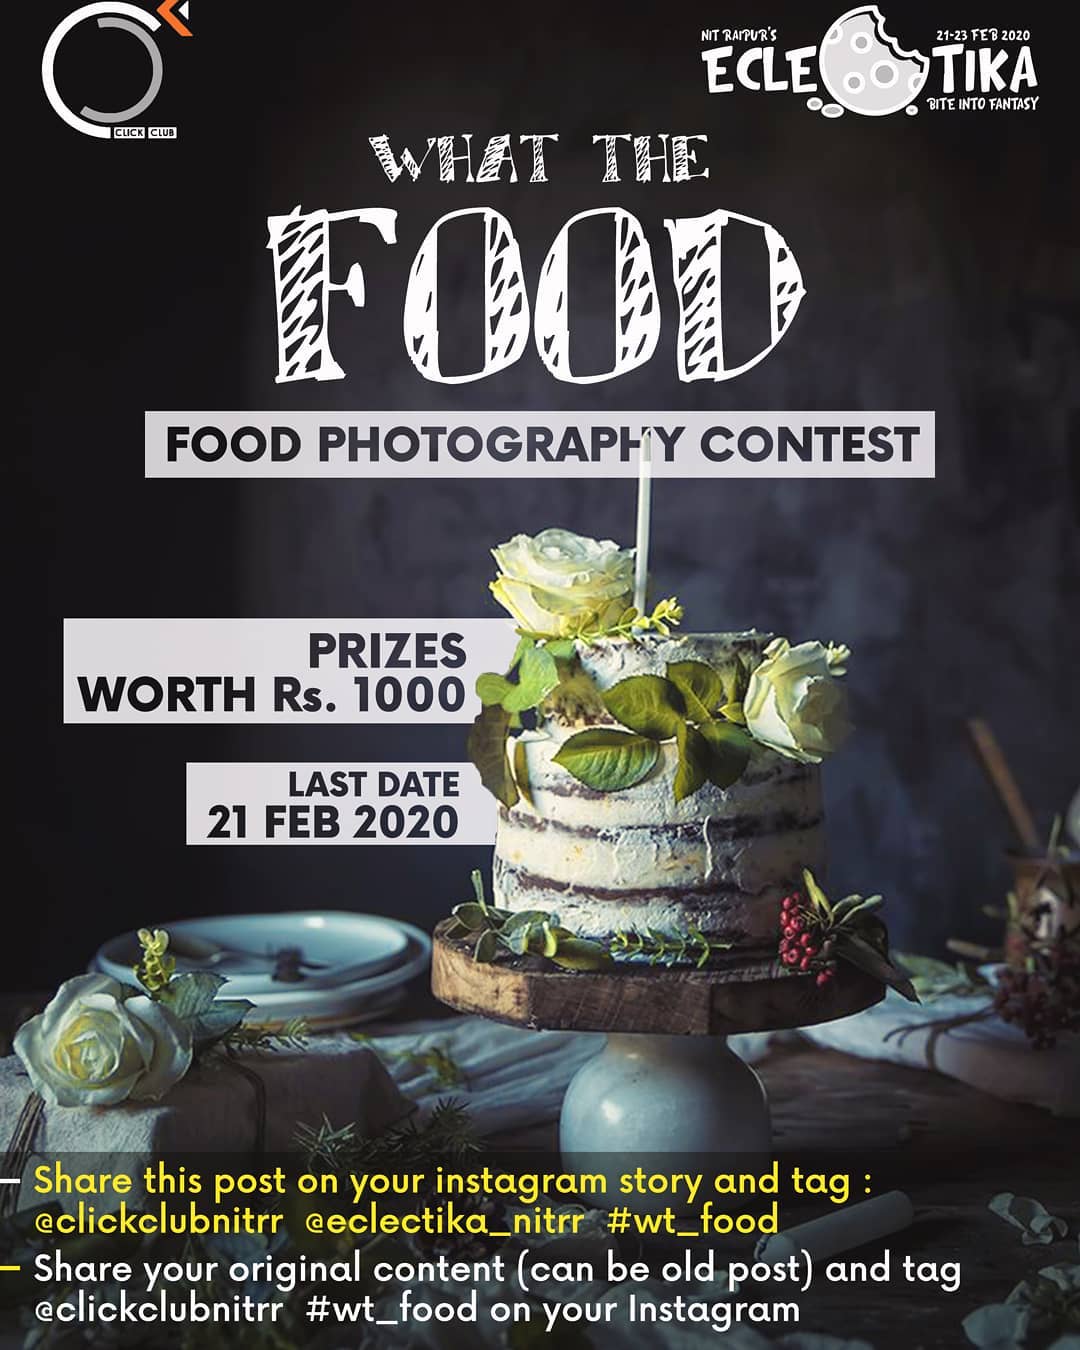 CLICK CLUB
NIT RAIPUR'S
21-23 FEB 2020
ECLECTIKA
BITE INTO FANTASY
WHAT THE
FOOD
FOOD PHOTOGRAPHY CONTEST
PRIZES
WORTH Rs. 1000
LAST DATE
21 FEB 2020
Share this post on your instagram story and tag :
@clickclubnitrr @eclectika_nitrr #wt_food
Share your original content (can be old post) and tag
@clickclubnitrr #wt_food on your Instagram